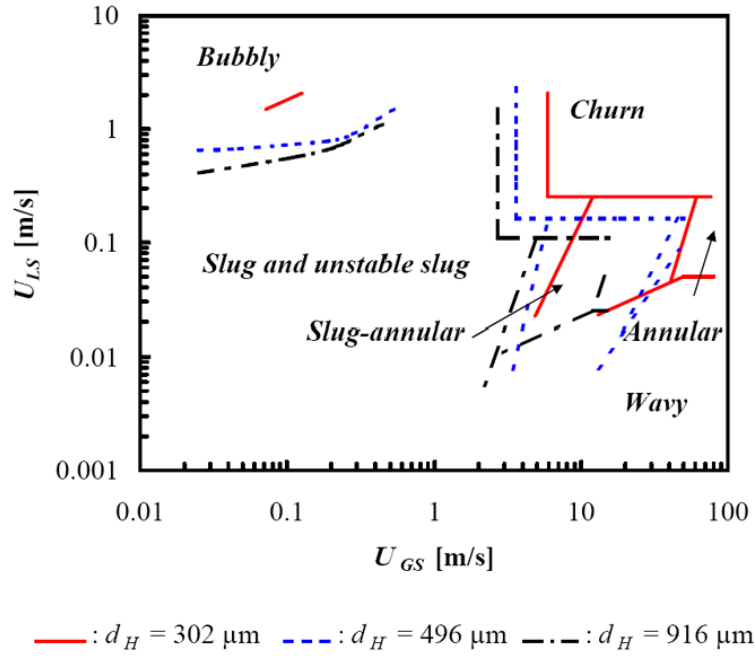 10
Bubbly
Churn
1
U_LS [m/s]
0.1
Slug and unstable slug
Slug-annular
Annular
0.01
Wavy
0.001
0.01 0.1 1 10 100
U_GS [m/s]
: d_H = 302 µm : d_H = 496 µm : d_H = 916 µm